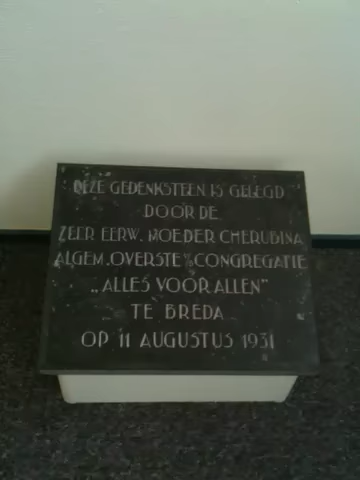 DEZE GEDENKSTEEN IS GELEGD
DOOR DE
ZEER EERW. MOEDER CHERUBINA
ALGEM. OVERSTE V/D CONGREGATIE
„ALLES VOOR ALLEN"
TE BREDA
OP 11 AUGUSTUS 1931